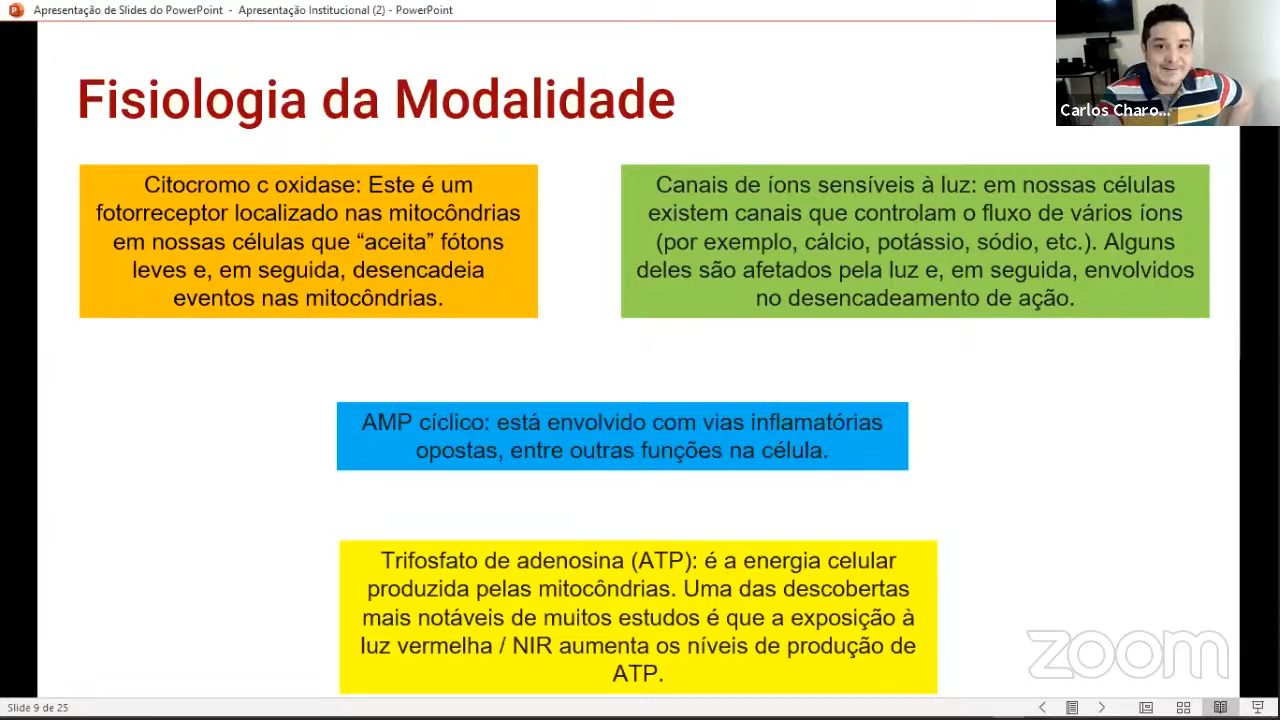 Apresentação de Slides do PowerPoint - Apresentação Institucional (2) - PowerPoint
Carlos Charo...
Fisiologia da Modalidade
Citocromo c oxidase: Este é um
fotorreceptor localizado nas mitocôndrias
em nossas células que “aceita” fótons
leves e, em seguida, desencadeia
eventos nas mitocôndrias.
Canais de íons sensíveis à luz: em nossas células
existem canais que controlam o fluxo de vários íons
(por exemplo, cálcio, potássio, sódio, etc.). Alguns
deles são afetados pela luz e, em seguida, envolvidos
no desencadeamento de ação.
AMP cíclico: está envolvido com vias inflamatórias
opostas, entre outras funções na célula.
Trifosfato de adenosina (ATP): é a energia celular
produzida pelas mitocôndrias. Uma das descobertas
mais notáveis de muitos estudos é que a exposição à
luz vermelha / NIR aumenta os níveis de produção de
ATP.
zoom
Slide 9 de 25